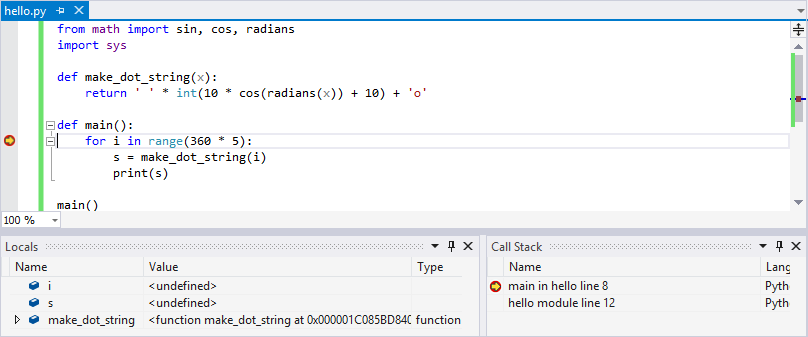 hello.py
from math import sin, cos, radians
import sys
def make_dot_string(x):
return ' ' * int(10 * cos(radians(x)) + 10) + 'o'
def main():
for i in range(360 * 5):
s = make_dot_string(i)
print(s)
main()
100 %
Locals
Name Value Type
i <undefined>
s <undefined>
make_dot_string <function make_dot_string at 0x000001C085BD840 function
Call Stack
Name Lang
main in hello line 8 Pyth
hello module line 12 Pyth